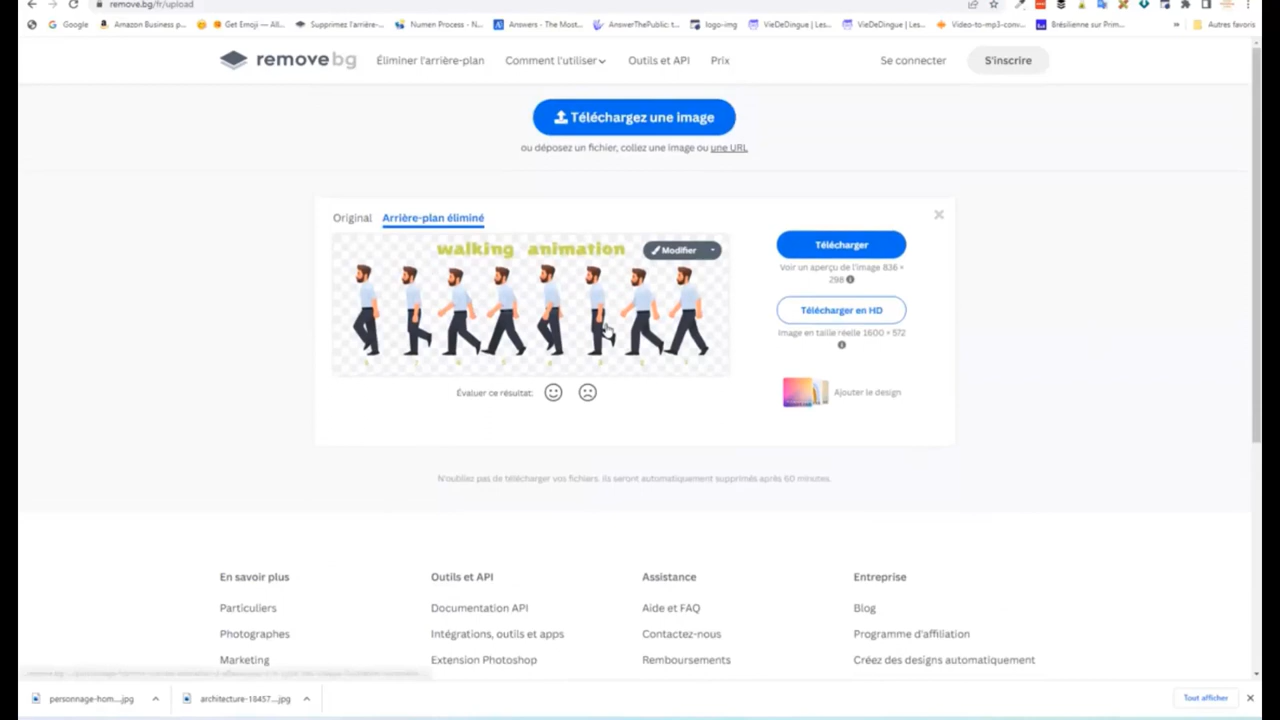 remove.bg/fr/upload
Google
Amazon Business p...
Get Emoji — All...
Supprimez l'arrière-...
Numen Process - N...
Answers - The Most...
AnswerThePublic: t...
logo-img
VieDeDingue | Les...
VieDeDingue | Les...
Video-to-mp3-conv...
Brésilienne sur Prim...
»
Autres favoris
removebg
Éliminer l'arrière-plan
Comment l'utiliser
Outils et API
Prix
Se connecter
S'inscrire
Téléchargez une image
ou déposez un fichier, collez une image ou une URL
Original
Arrière-plan éliminé
walking animation
Modifier
Télécharger
Voir un aperçu de l'image 836 ×
298
Télécharger en HD
Image en taille réelle 1600 × 572
Ajouter le design
Évaluer ce résultat:
N'oubliez pas de télécharger vos fichiers. Ils seront automatiquement supprimés après 60 minutes.
En savoir plus
Particuliers
Photographes
Marketing
Outils et API
Documentation API
Intégrations, outils et apps
Extension Photoshop
Assistance
Aide et FAQ
Contactez-nous
Remboursements
Entreprise
Blog
Programme d'affiliation
Créez des designs automatiquement
personnage-hom....jpg
architecture-18457...jpg
Tout afficher